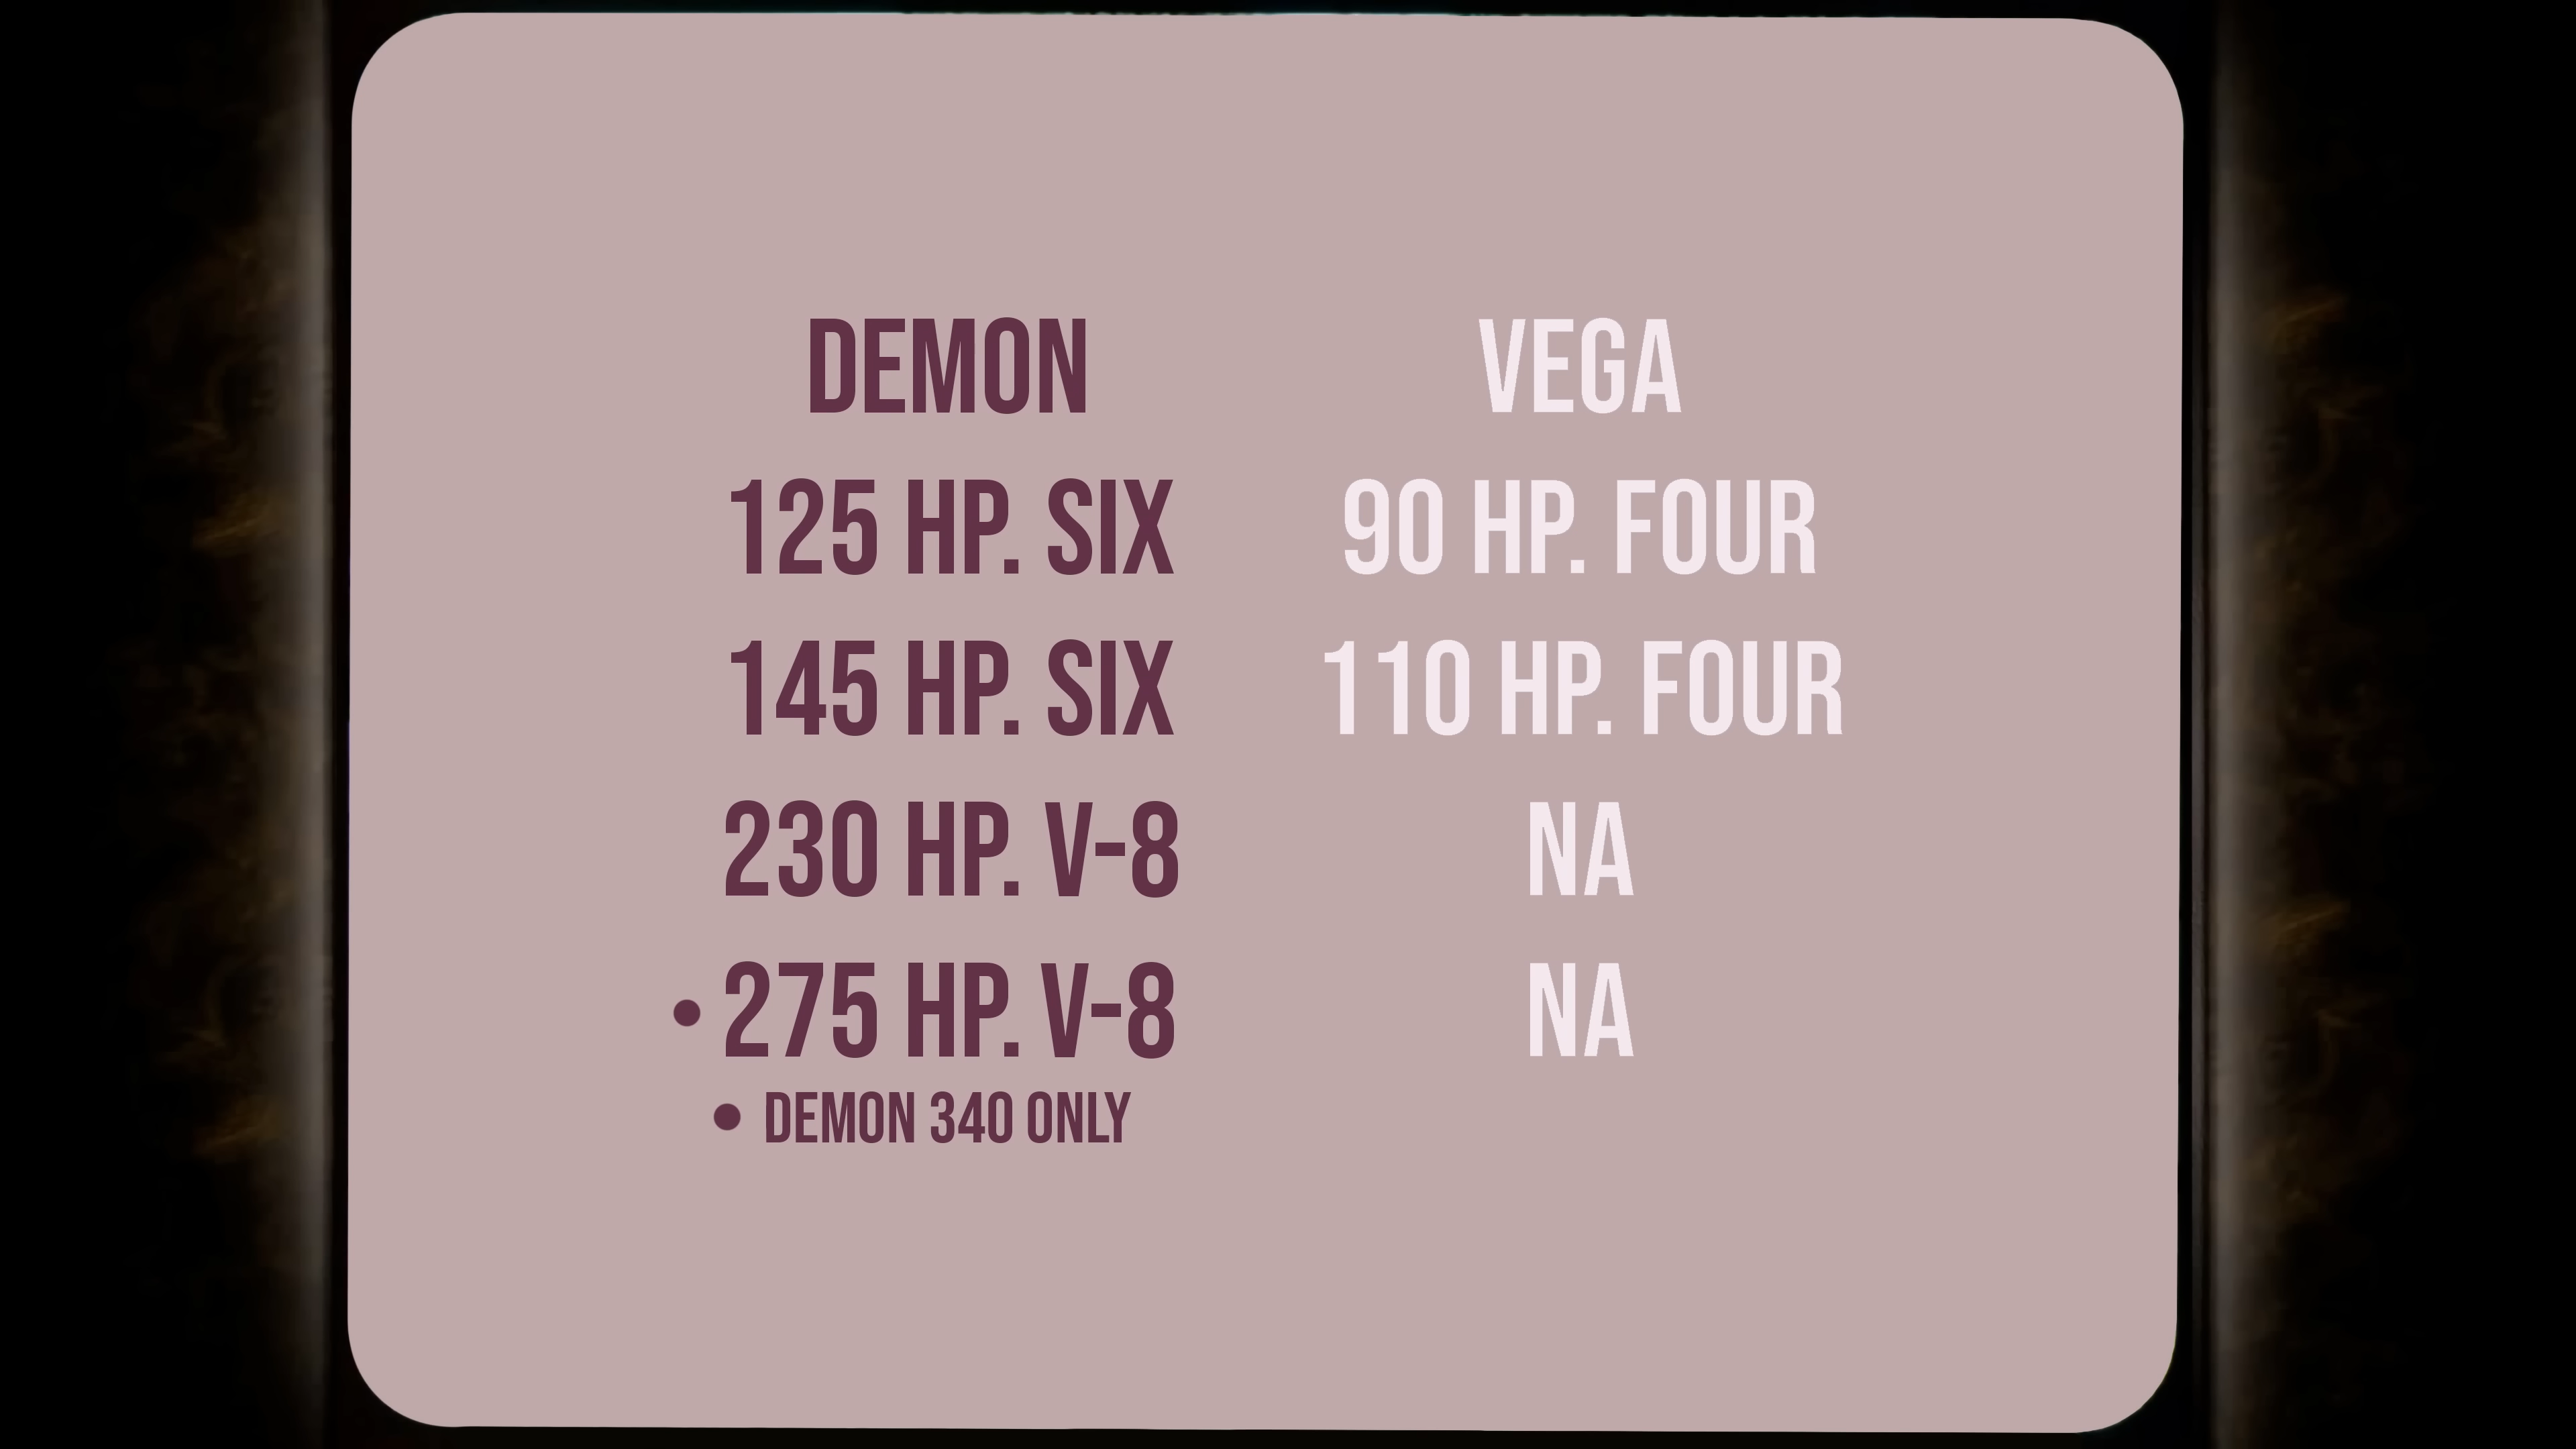 DEMON VEGA
125 HP. SIX 90 HP. FOUR
145 HP. SIX 110 HP. FOUR
230 HP. V-8 NA
• 275 HP. V-8 NA
• DEMON 340 ONLY